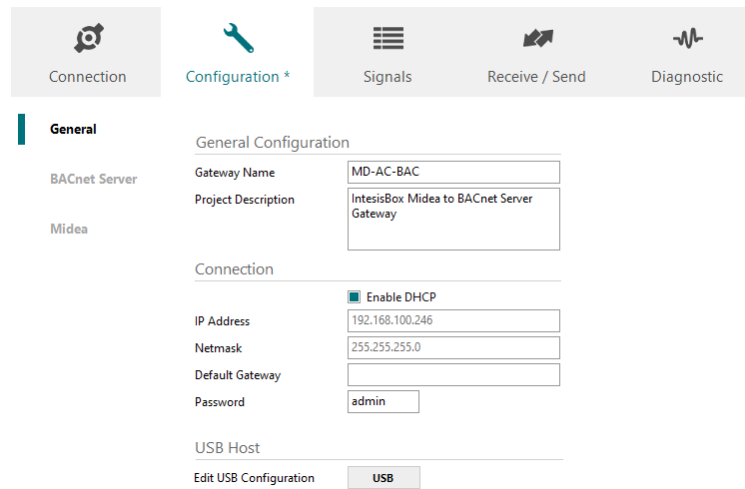 Connection
Configuration *
Signals
Receive / Send
Diagnostic
General
BACnet Server
Midea
General Configuration
Gateway Name MD-AC-BAC
Project Description IntesisBox Midea to BACnet Server
Gateway
Connection
Enable DHCP
IP Address 192.168.100.246
Netmask 255.255.255.0
Default Gateway
Password admin
USB Host
Edit USB Configuration USB